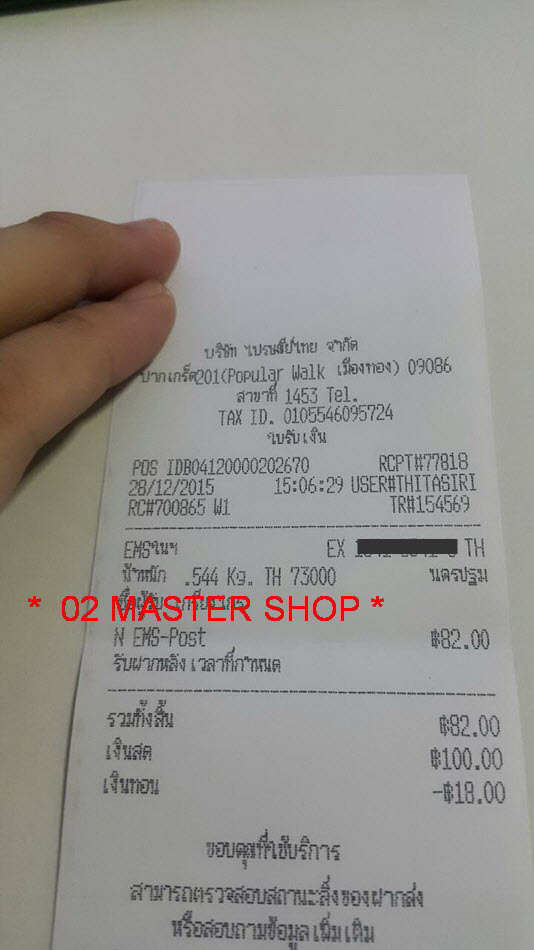 บริษัท ไปรษณีย์ไทย จำกัด
ปากเกร็ด201(Popular Walk เมืองทอง) 09086
สาขาที่ 1453 Tel.
TAX ID. 0105546095724
ใบรับเงิน
POS IDB04120000202670 RCPT#77818
28/12/2015 15:06:29 USER#THITASIRI
RC#700865 W1 TR#154569
EMSในฯ EX TH
น้ำหนัก .544 Kg. TH 73000 นครปฐม
ชื่อผู้รับ
* 02 MASTER SHOP *
N EMS-Post ฿82.00
รับฝากหลัง เวลาที่กำหนด
รวมทั้งสิ้น ฿82.00
เงินสด ฿100.00
เงินทอน -฿18.00
ขอบคุณที่ใช้บริการ
สามารถตรวจสอบสถานะสิ่งของฝากส่ง
หรือสอบถามข้อมูลเพิ่มเติม